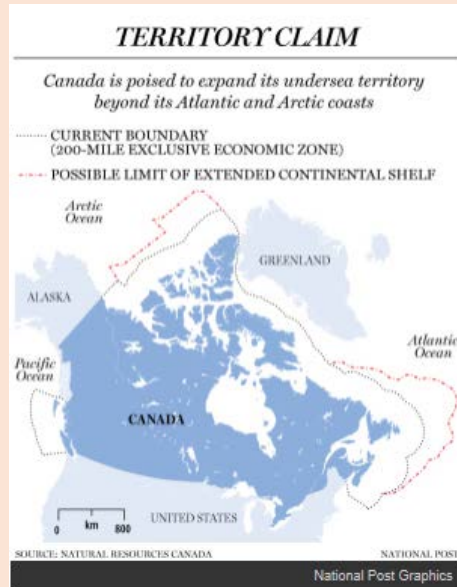 TERRITORY CLAIM
Canada is poised to expand its undersea territory
beyond its Atlantic and Arctic coasts
CURRENT BOUNDARY
(200-MILE EXCLUSIVE ECONOMIC ZONE)
POSSIBLE LIMIT OF EXTENDED CONTINENTAL SHELF
Arctic
Ocean
GREENLAND
ALASKA
Atlantic
Ocean
Pacific
Ocean
CANADA
UNITED STATES
0 km 800
SOURCE: NATURAL RESOURCES CANADA
NATIONAL POST
National Post Graphics